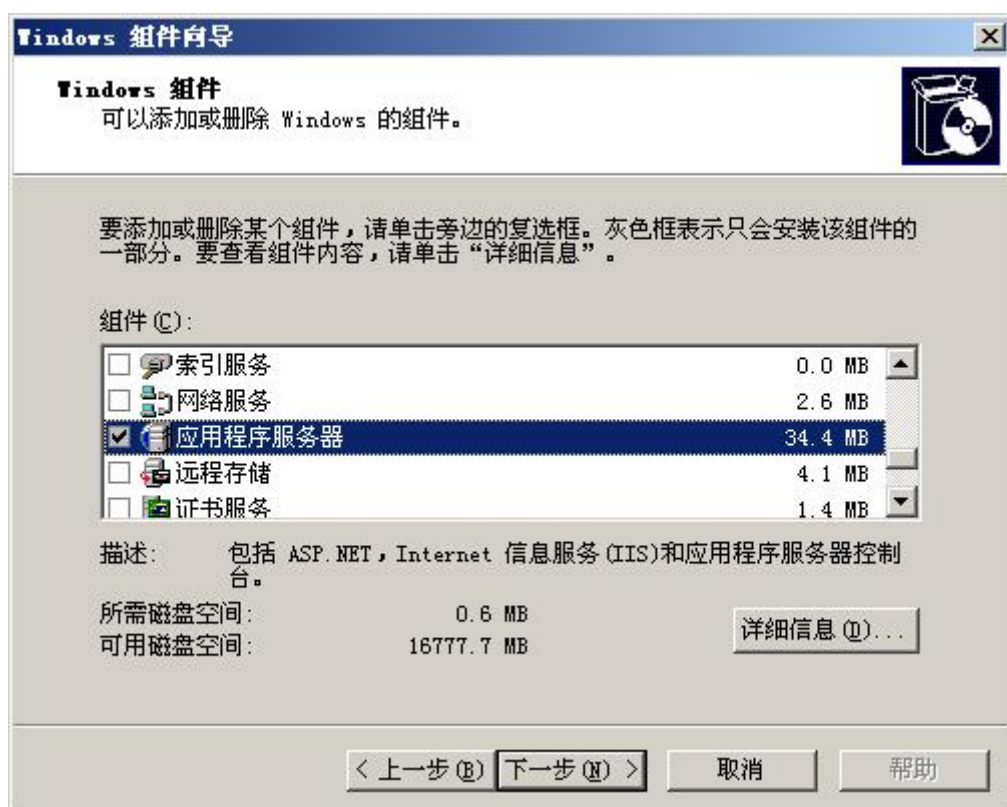 Windows 组件向导
Windows 组件
可以添加或删除 Windows 的组件。
要添加或删除某个组件，请单击旁边的复选框。灰色框表示只会安装该组件的
一部分。要查看组件内容，请单击“详细信息”。
组件(C):
索引服务 0.0 MB
网络服务 2.6 MB
应用程序服务器 34.4 MB
远程存储 4.1 MB
证书服务 1.4 MB
描述: 包括 ASP.NET，Internet 信息服务(IIS)和应用程序服务器控制
台。
所需磁盘空间: 0.6 MB
可用磁盘空间: 16777.7 MB
详细信息(D)...
< 上一步(B) 下一步(N) > 取消 帮助